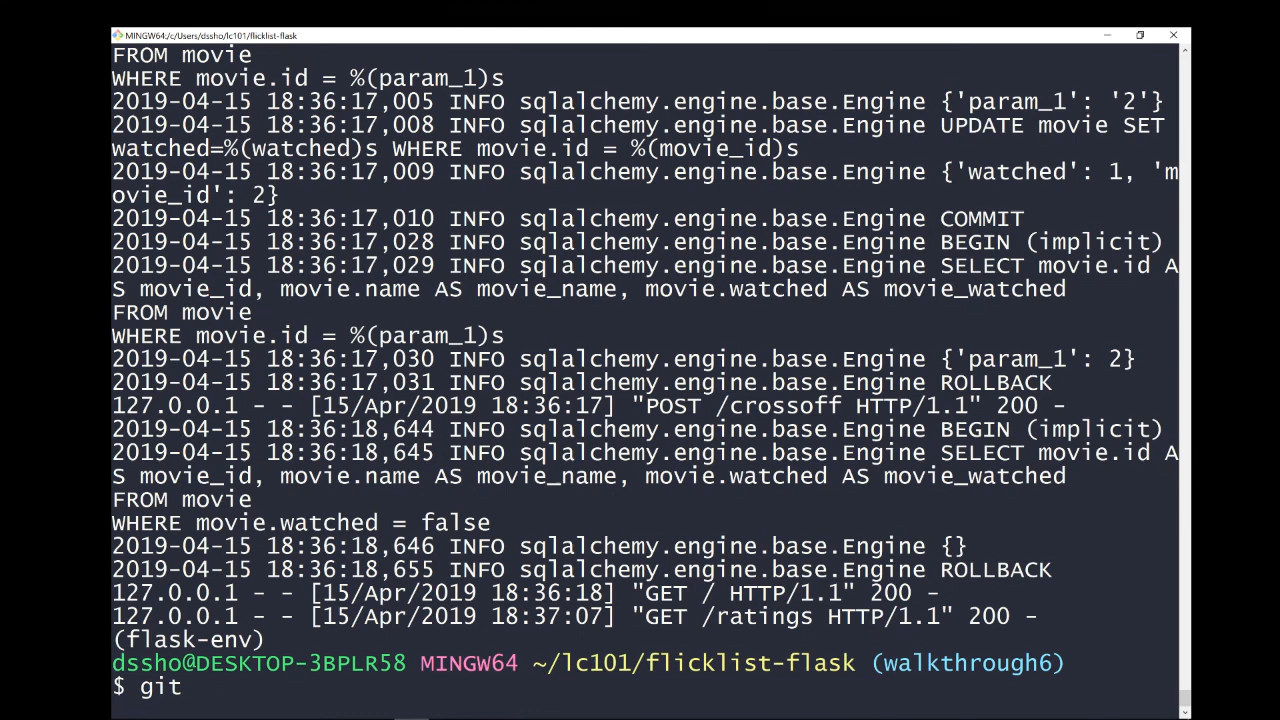 MINGW64:/c/Users/dssho/lc101/flicklist-flask
FROM movie
WHERE movie.id = %(param_1)s
2019-04-15 18:36:17,005 INFO sqlalchemy.engine.base.Engine {'param_1': '2'}
2019-04-15 18:36:17,008 INFO sqlalchemy.engine.base.Engine UPDATE movie SET
watched=%(watched)s WHERE movie.id = %(movie_id)s
2019-04-15 18:36:17,009 INFO sqlalchemy.engine.base.Engine {'watched': 1, 'm
ovie_id': 2}
2019-04-15 18:36:17,010 INFO sqlalchemy.engine.base.Engine COMMIT
2019-04-15 18:36:17,028 INFO sqlalchemy.engine.base.Engine BEGIN (implicit)
2019-04-15 18:36:17,029 INFO sqlalchemy.engine.base.Engine SELECT movie.id A
S movie_id, movie.name AS movie_name, movie.watched AS movie_watched
FROM movie
WHERE movie.id = %(param_1)s
2019-04-15 18:36:17,030 INFO sqlalchemy.engine.base.Engine {'param_1': 2}
2019-04-15 18:36:17,031 INFO sqlalchemy.engine.base.Engine ROLLBACK
127.0.0.1 - - [15/Apr/2019 18:36:17] "POST /crossoff HTTP/1.1" 200 -
2019-04-15 18:36:18,644 INFO sqlalchemy.engine.base.Engine BEGIN (implicit)
2019-04-15 18:36:18,645 INFO sqlalchemy.engine.base.Engine SELECT movie.id A
S movie_id, movie.name AS movie_name, movie.watched AS movie_watched
FROM movie
WHERE movie.watched = false
2019-04-15 18:36:18,646 INFO sqlalchemy.engine.base.Engine {}
2019-04-15 18:36:18,655 INFO sqlalchemy.engine.base.Engine ROLLBACK
127.0.0.1 - - [15/Apr/2019 18:36:18] "GET / HTTP/1.1" 200 -
127.0.0.1 - - [15/Apr/2019 18:37:07] "GET /ratings HTTP/1.1" 200 -
(flask-env)
dssho@DESKTOP-3BPLR58 MINGW64 ~/lc101/flicklist-flask (walkthrough6)
$ git